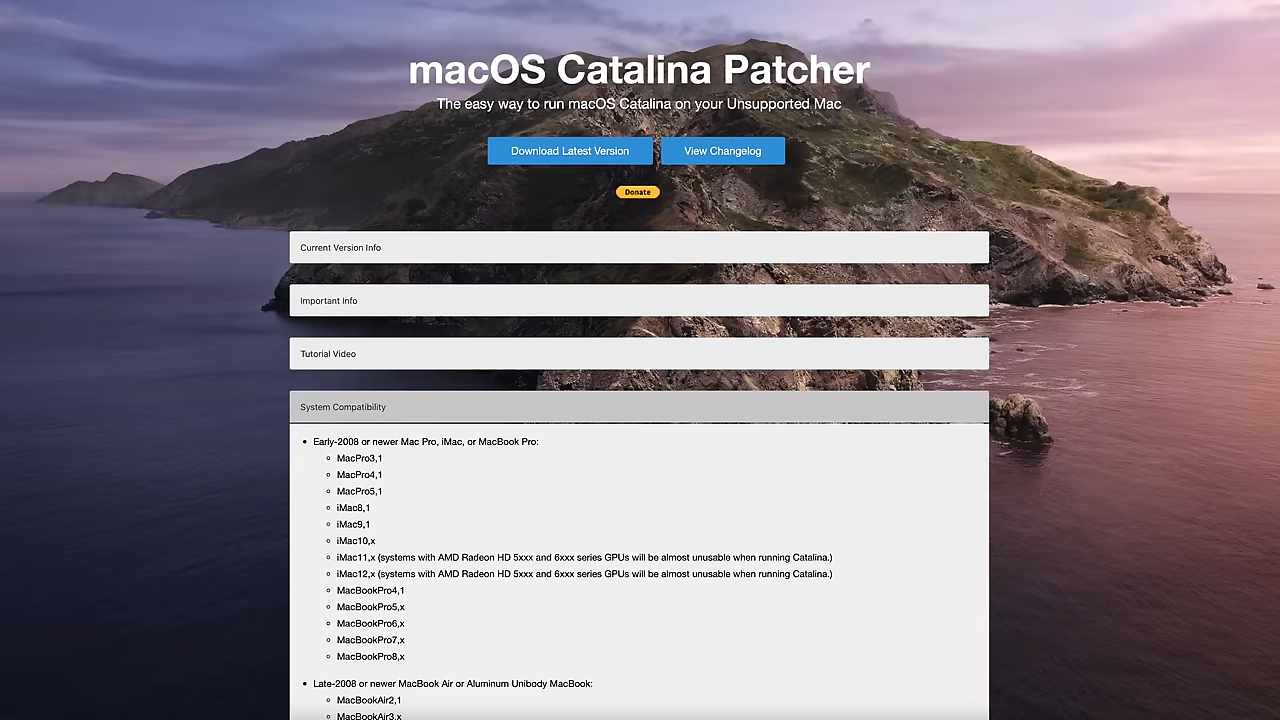 macOS Catalina Patcher
The easy way to run macOS Catalina on your Unsupported Mac
Download Latest Version
View Changelog
Donate
Current Version Info
Important Info
Tutorial Video
System Compatibility
Early-2008 or newer Mac Pro, iMac, or MacBook Pro:
MacPro3,1
MacPro4,1
MacPro5,1
iMac8,1
iMac9,1
iMac10,x
iMac11,x (systems with AMD Radeon HD 5xxx and 6xxx series GPUs will be almost unusable when running Catalina.)
iMac12,x (systems with AMD Radeon HD 5xxx and 6xxx series GPUs will be almost unusable when running Catalina.)
MacBookPro4,1
MacBookPro5,x
MacBookPro6,x
MacBookPro7,x
MacBookPro8,x
Late-2008 or newer MacBook Air or Aluminum Unibody MacBook:
MacBookAir2,1
MacBookAir3,x